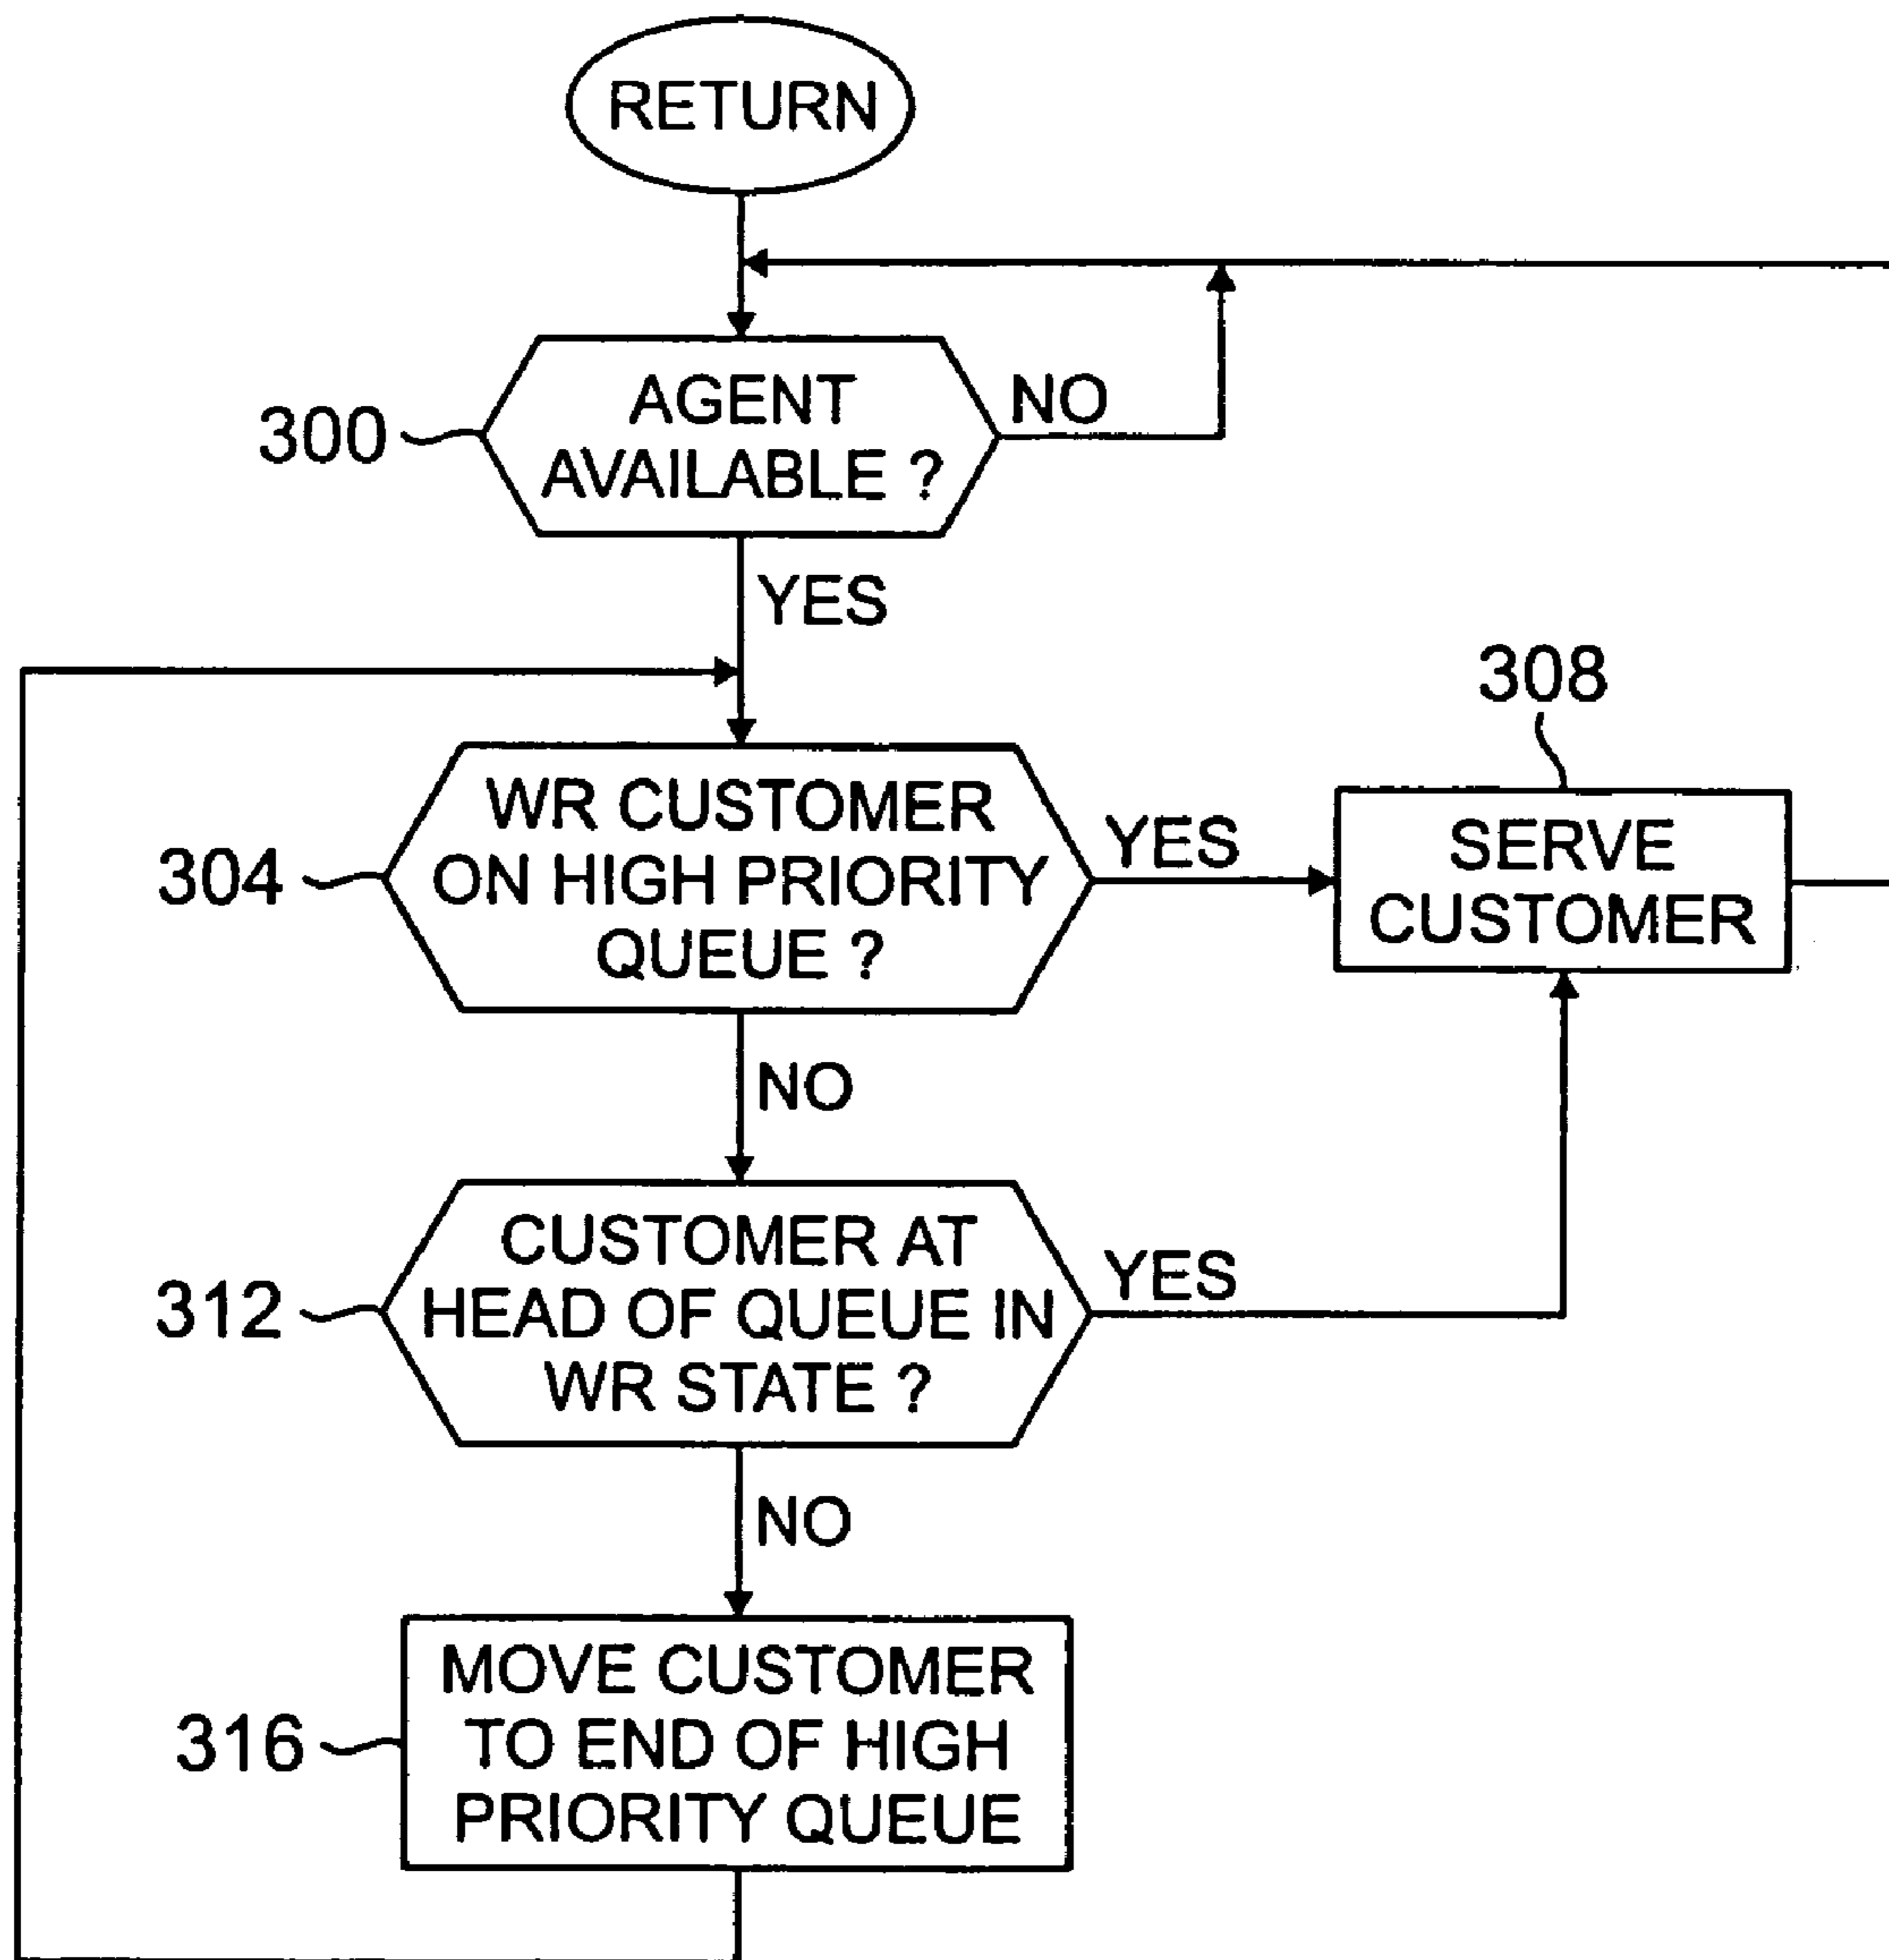 RETURN
AGENT
AVAILABLE ?
300
NO
YES
308
WR CUSTOMER
ON HIGH PRIORITY
QUEUE ?
304
YES
SERVE
CUSTOMER
NO
CUSTOMER AT
HEAD OF QUEUE IN
WR STATE ?
312
YES
NO
MOVE CUSTOMER
TO END OF HIGH
PRIORITY QUEUE
316